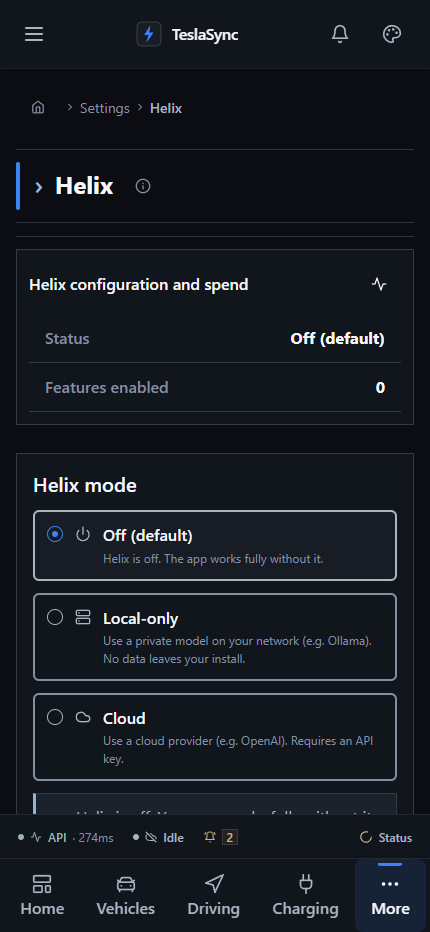 TeslaSync
Settings
Helix
Helix
Helix configuration and spend
Status
Off (default)
Features enabled
0
Helix mode
Off (default)
Helix is off. The app works fully without it.
Local-only
Use a private model on your network (e.g. Ollama).
No data leaves your install.
Cloud
Use a cloud provider (e.g. OpenAI). Requires an API
key.
API · 274ms
Idle
2
Status
Home
Vehicles
Driving
Charging
More